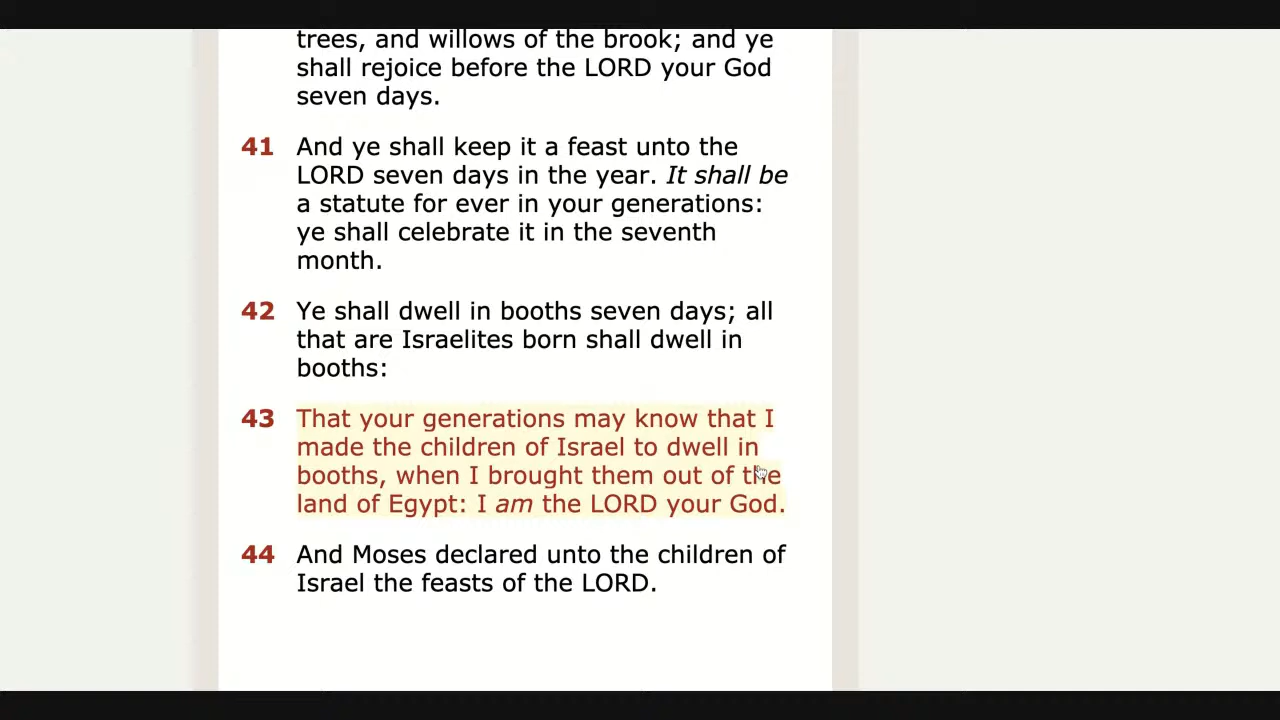 trees, and willows of the brook; and ye
shall rejoice before the LORD your God
seven days.
41 And ye shall keep it a feast unto the
LORD seven days in the year. It shall be
a statute for ever in your generations:
ye shall celebrate it in the seventh
month.
42 Ye shall dwell in booths seven days; all
that are Israelites born shall dwell in
booths:
43 That your generations may know that I
made the children of Israel to dwell in
booths, when I brought them out of the
land of Egypt: I am the LORD your God.
44 And Moses declared unto the children of
Israel the feasts of the LORD.